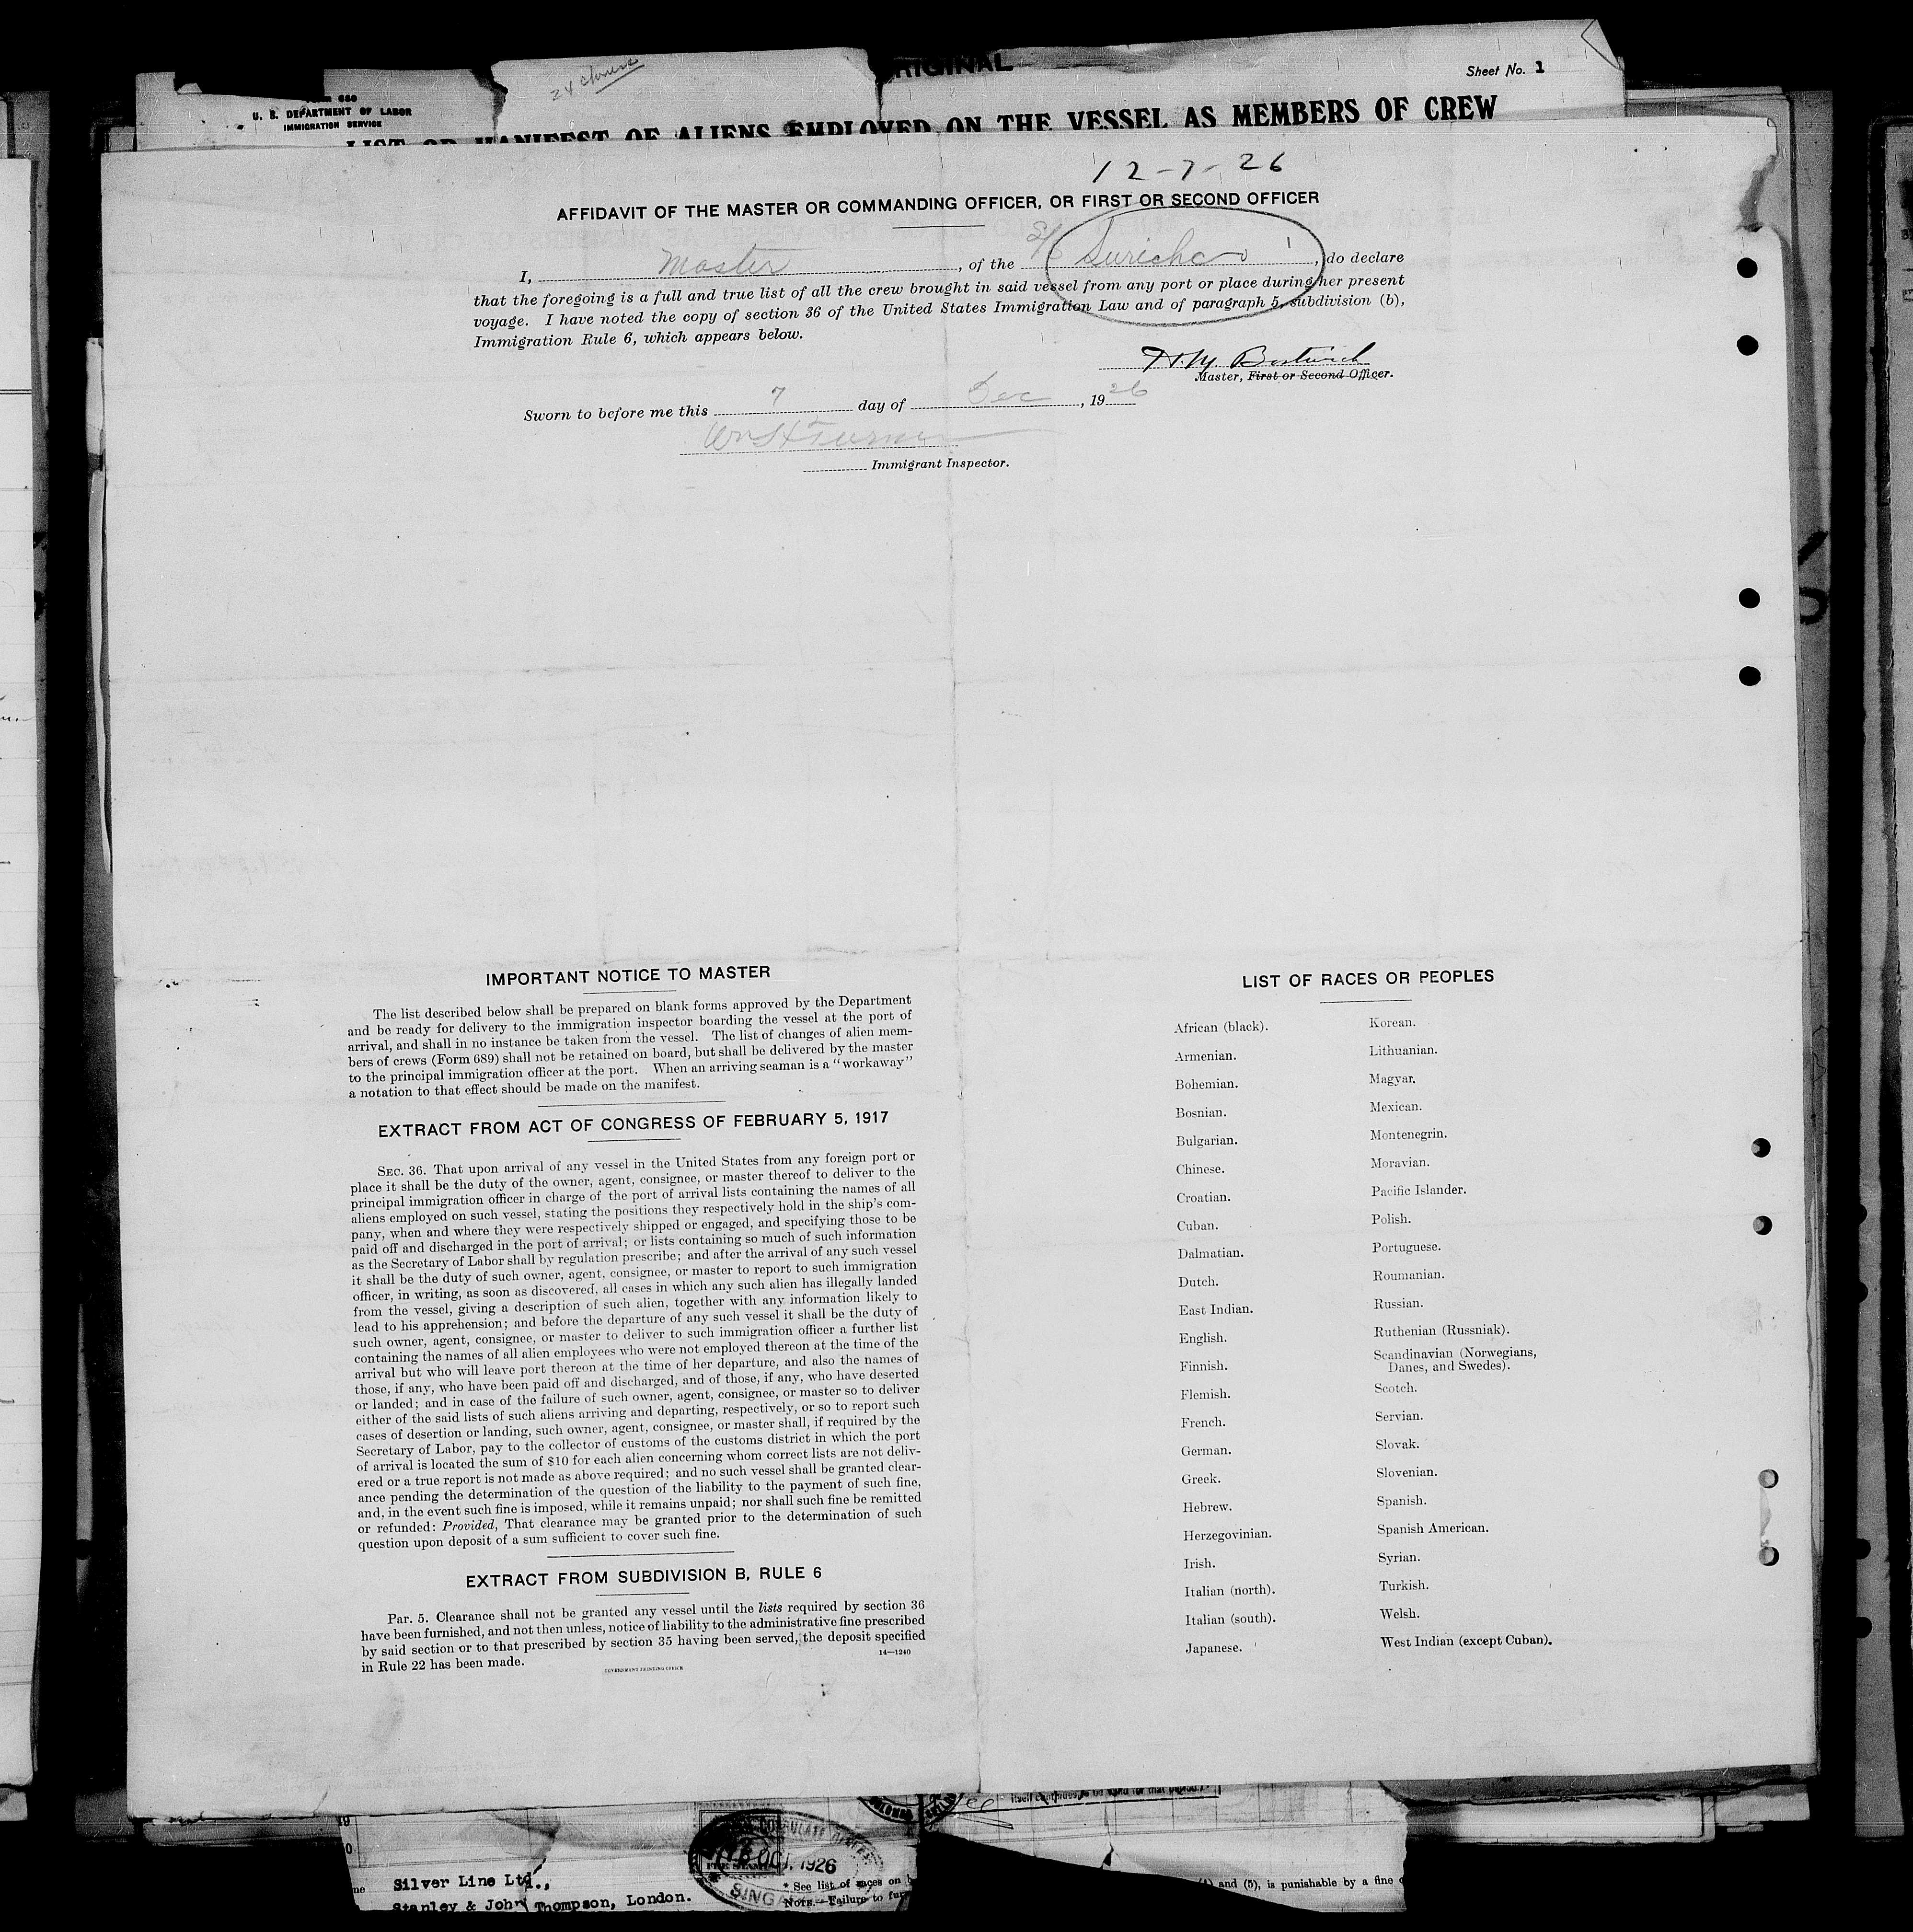 24 chinese
RIGINAL
Sheet No. 1
680
U. S. DEPARTMENT OF LABOR
IMMIGRATION SERVICE
LIST OR MANIFEST OF ALIENS EMPLOYED ON THE VESSEL AS MEMBERS OF CREW
12-7-26
AFFIDAVIT OF THE MASTER OR COMMANDING OFFICER, OR FIRST OR SECOND OFFICER
I, Master, of the S/S Surichco, do declare
that the foregoing is a full and true list of all the crew brought in said vessel from any port or place during her present
voyage. I have noted the copy of section 36 of the United States Immigration Law and of paragraph 5, subdivision (b),
Immigration Rule 6, which appears below.
H.M. Bostwick
Master, First or Second Officer.
Sworn to before me this 7 day of Dec, 1926
Wm H Turner
Immigrant Inspector.
IMPORTANT NOTICE TO MASTER
The list described below shall be prepared on blank forms approved by the Department
and be ready for delivery to the immigration inspector boarding the vessel at the port of
arrival, and shall in no instance be taken from the vessel. The list of changes of alien mem-
bers of crews (Form 689) shall not be retained on board, but shall be delivered by the master
to the principal immigration officer at the port. When an arriving seaman is a "workaway"
a notation to that effect should be made on the manifest.
EXTRACT FROM ACT OF CONGRESS OF FEBRUARY 5, 1917
SEC. 36. That upon arrival of any vessel in the United States from any foreign port or
place it shall be the duty of the owner, agent, consignee, or master thereof to deliver to the
principal immigration officer in charge of the port of arrival lists containing the names of all
aliens employed on such vessel, stating the positions they respectively hold in the ship's com-
pany, when and where they were respectively shipped or engaged, and specifying those to be
paid off and discharged in the port of arrival; or lists containing so much of such information
as the Secretary of Labor shall by regulation prescribe; and after the arrival of any such vessel
it shall be the duty of such owner, agent, consignee, or master to report to such immigration
officer, in writing, as soon as discovered, all cases in which any such alien has illegally landed
from the vessel, giving a description of such alien, together with any information likely to
lead to his apprehension; and before the departure of any such vessel it shall be the duty of
such owner, agent, consignee, or master to deliver to such immigration officer a further list
containing the names of all alien employees who were not employed thereon at the time of the
arrival but who will leave port thereon at the time of her departure, and also the names of
those, if any, who have been paid off and discharged, and of those, if any, who have deserted
or landed; and in case of the failure of such owner, agent, consignee, or master so to deliver
either of the said lists of such aliens arriving and departing, respectively, or so to report such
cases of desertion or landing, such owner, agent, consignee, or master shall, if required by the
Secretary of Labor, pay to the collector of customs of the customs district in which the port
of arrival is located the sum of $10 for each alien concerning whom correct lists are not deliv-
ered or a true report is not made as above required; and no such vessel shall be granted clear-
ance pending the determination of the question of the liability to the payment of such fine,
and, in the event such fine is imposed, while it remains unpaid; nor shall such fine be remitted
or refunded: Provided, That clearance may be granted prior to the determination of such
question upon deposit of a sum sufficient to cover such fine.
EXTRACT FROM SUBDIVISION B, RULE 6
Par. 5. Clearance shall not be granted any vessel until the lists required by section 36
have been furnished, and not then unless, notice of liability to the administrative fine prescribed
by said section or to that prescribed by section 35 having been served, the deposit specified
in Rule 22 has been made.
14—1240
GOVERNMENT PRINTING OFFICE
LIST OF RACES OR PEOPLES
African (black).
Armenian.
Bohemian.
Bosnian.
Bulgarian.
Chinese.
Croatian.
Cuban.
Dalmatian.
Dutch.
East Indian.
English.
Finnish.
Flemish.
French.
German.
Greek.
Hebrew.
Herzegovinian.
Irish.
Italian (north).
Italian (south).
Japanese.
Korean.
Lithuanian.
Magyar.
Mexican.
Montenegrin.
Moravian.
Pacific Islander.
Polish.
Portuguese.
Roumanian.
Russian.
Ruthenian (Russniak).
Scandinavian (Norwegians,
Danes, and Swedes).
Scotch.
Servian.
Slovak.
Slovenian.
Spanish.
Spanish American.
Syrian.
Turkish.
Welsh.
West Indian (except Cuban).
itself continues to be valid for that period.
OCT. 1926
Silver Line Ltd.,
Stanley & John Thompson, London.
* See list of races on b
NOTE.—Failure to fur
and (5), is punishable by a fine o